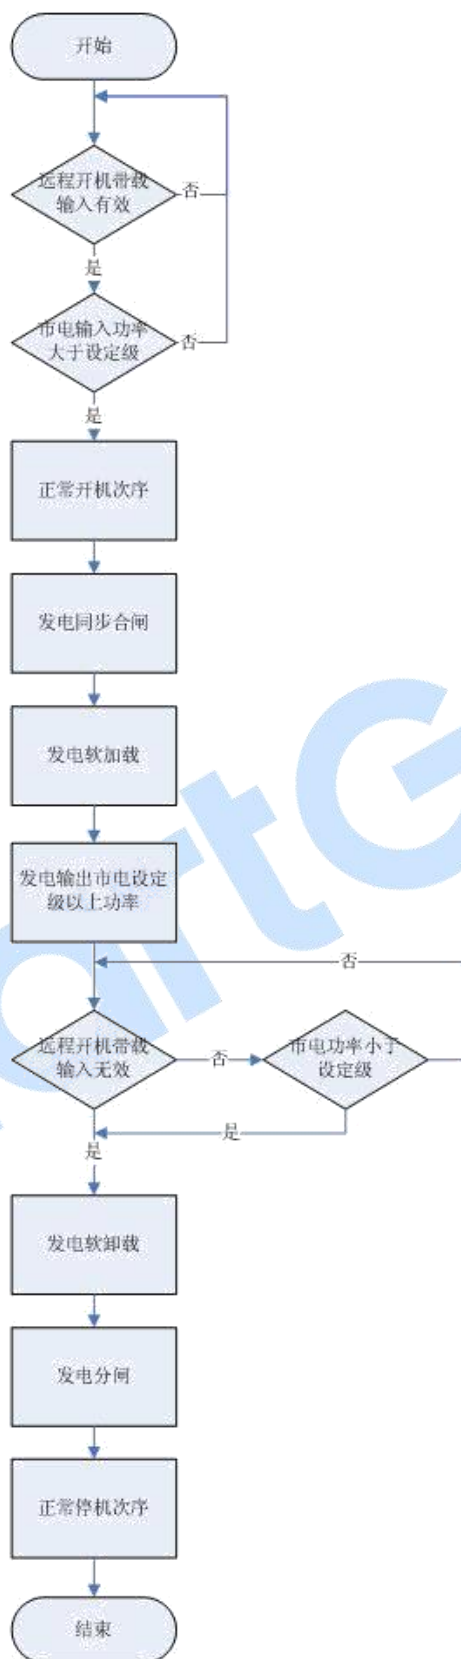 开始
远程开机带载
输入有效
否
是
市电输入功率
大于设定级
否
是
正常开机次序
发电同步合闸
发电软加载
发电输出市电设定
级以上功率
否
远程开机带载
输入无效
否
市电功率小于
设定级
是
是
发电软卸载
发电分闸
正常停机次序
结束
artG